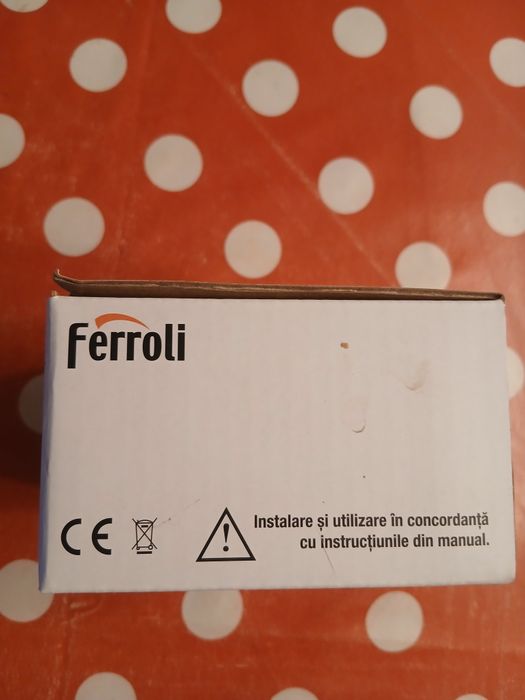 Ferroli
CE
Instalare și utilizare în concordanță
cu instrucțiunile din manual.